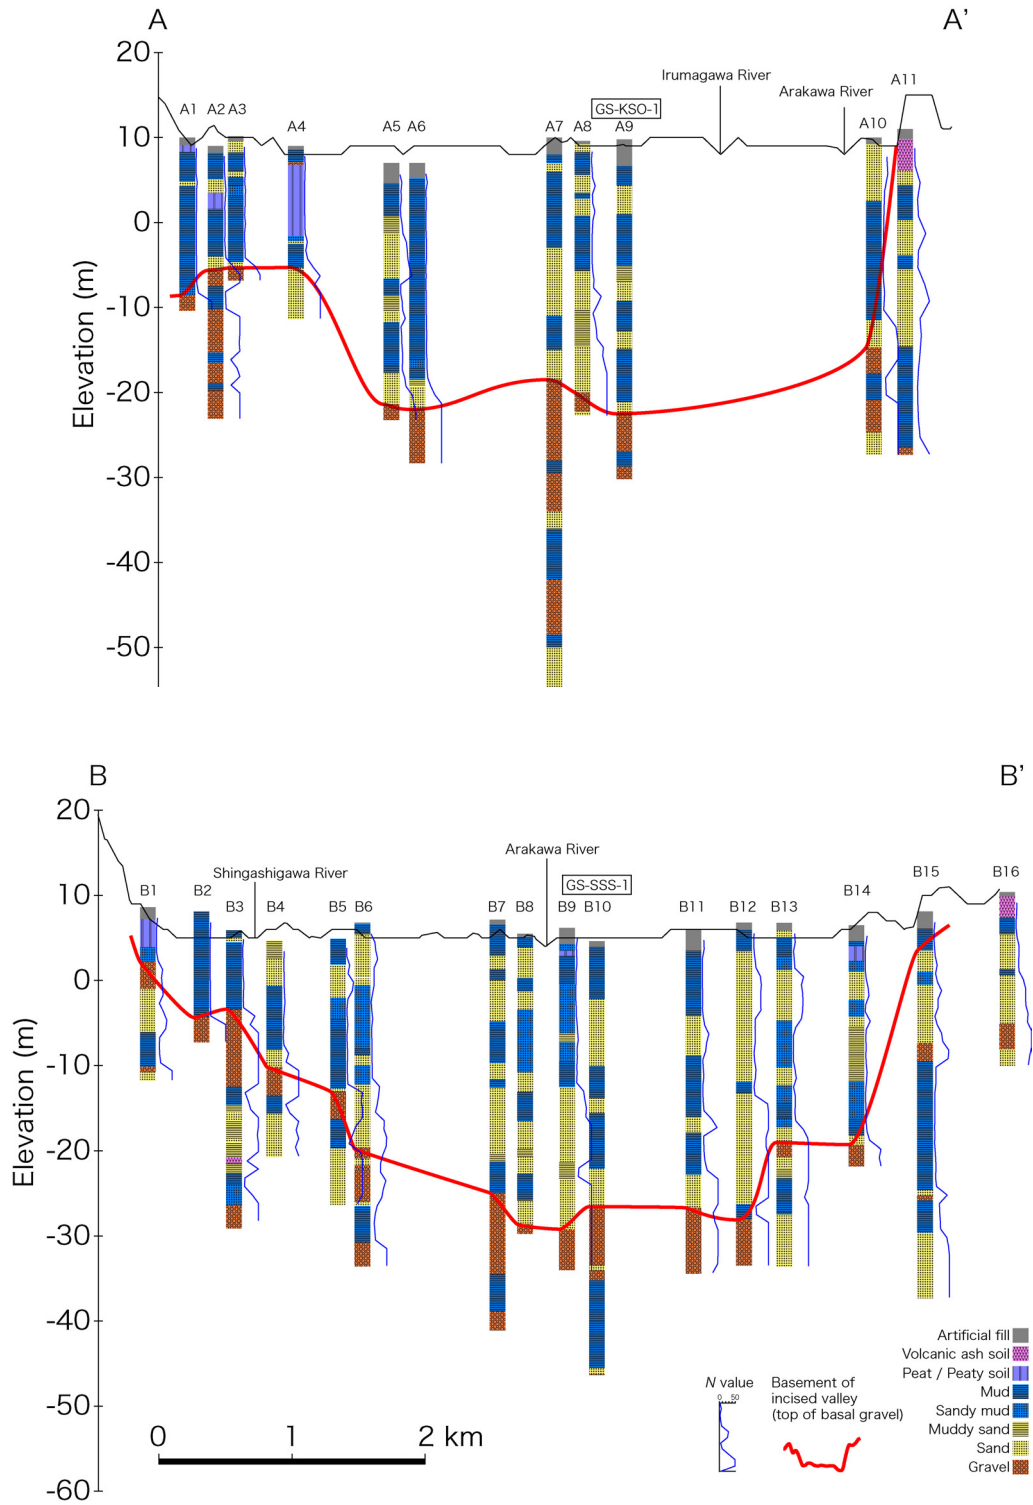 A A'
20
10
0
-10
-20
-30
-40
-50
Elevation (m)
A1 A2 A3 A4 A5 A6 A7 A8 A9 A10 A11
GS-KSO-1
Irumagawa River
Arakawa River
B B'
20
10
0
-10
-20
-30
-40
-50
-60
Elevation (m)
B1 B2 B3 B4 B5 B6 B7 B8 B9 B10 B11 B12 B13 B14 B15 B16
Shingashigawa River
Arakawa River
GS-SSS-1
0 1 2 km
N value
0 50
Basement of
incised valley
(top of basal gravel)
Artificial fill
Volcanic ash soil
Peat / Peaty soil
Mud
Sandy mud
Muddy sand
Sand
Gravel